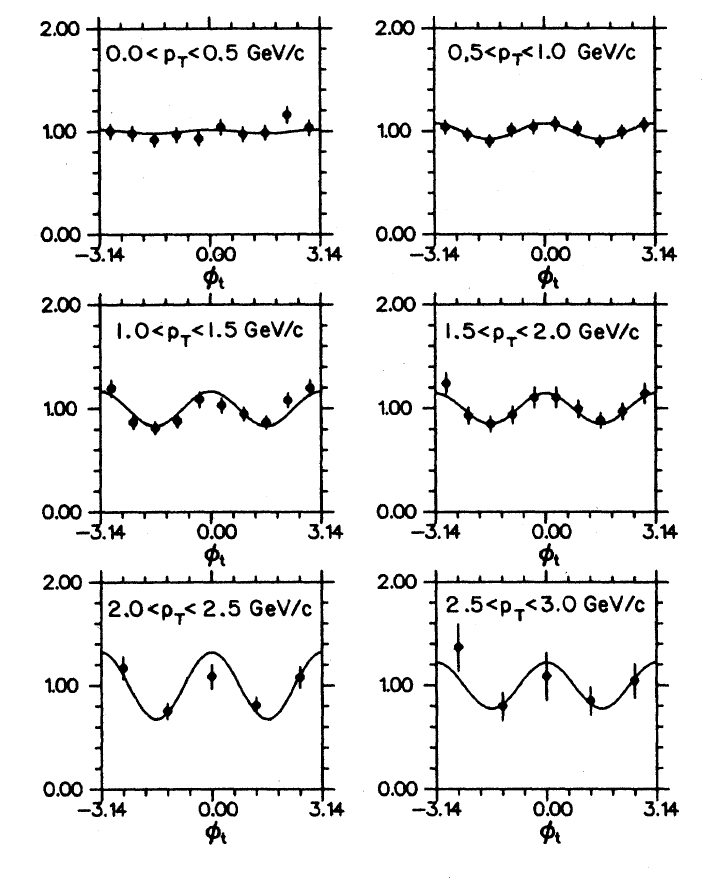 0.0<p_T<0.5 GeV/c
2.00
1.00
0.00
−3.14 0.00 3.14
ϕ_t
0,5<p_T<1.0 GeV/c
2.00
1.00
0.00
−3.14 0.00 3.14
ϕ_t
1.0<p_T<1.5 GeV/c
2.00
1.00
0.00
−3.14 0.00 3.14
ϕ_t
1.5<p_T<2.0 GeV/c
2.00
1.00
0.00
−3.14 0.00 3.14
ϕ_t
2.0<p_T<2.5 GeV/c
2.00
1.00
0.00
−3.14 0.00 3.14
ϕ_t
2.5<p_T<3.0 GeV/c
2.00
1.00
0.00
−3.14 0.00 3.14
ϕ_t